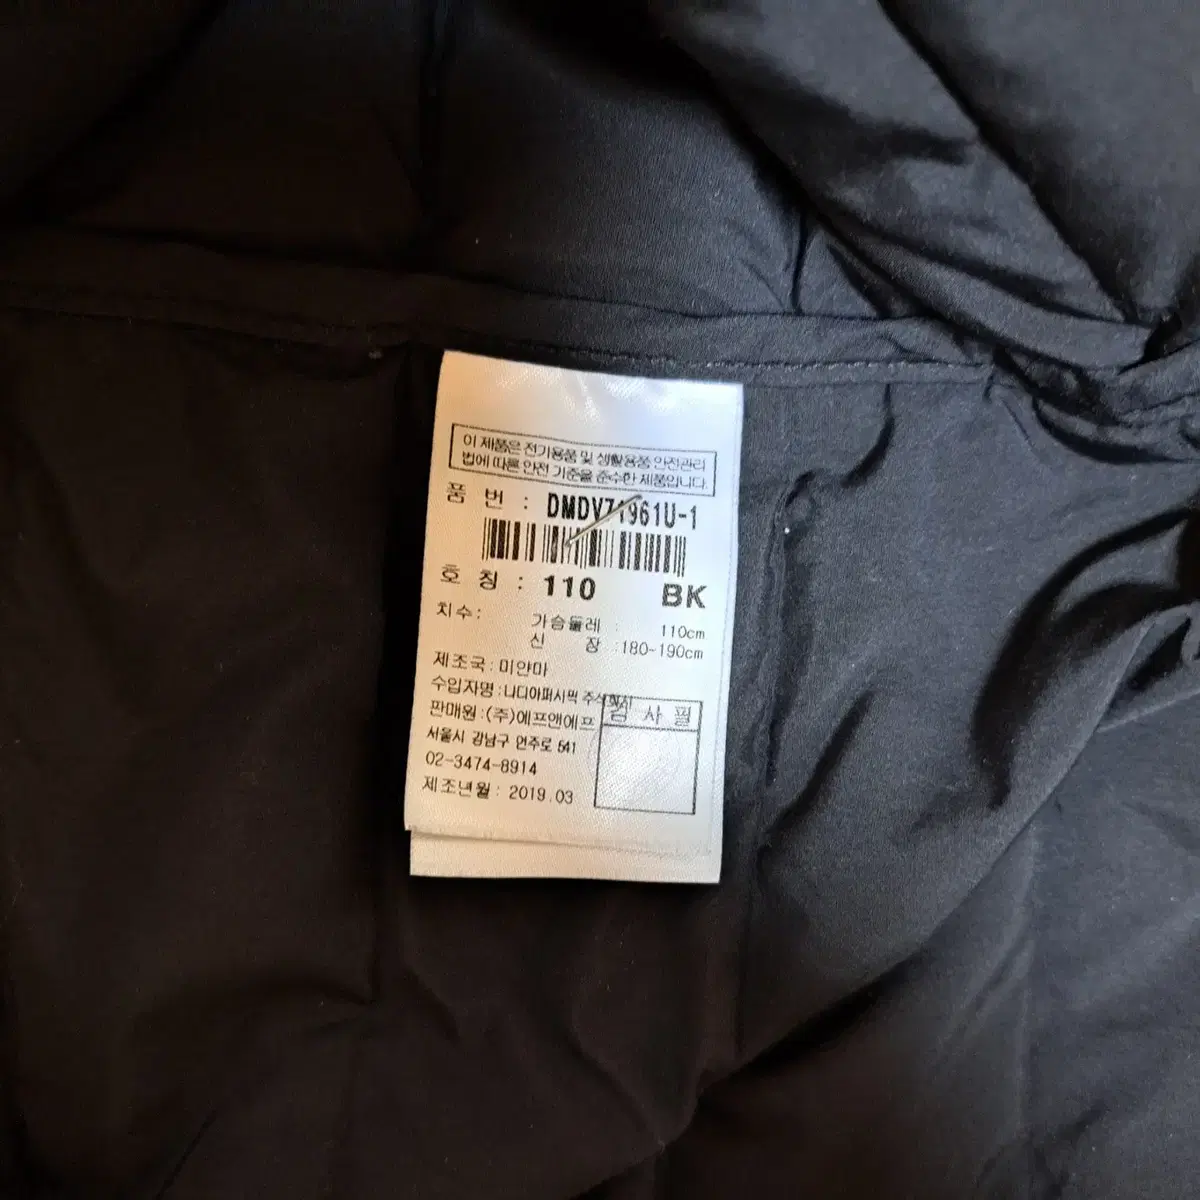 이 제품은 전기용품 및 생활용품 안전관리
법에 따른 안전 기준을 준수한 제품입니다.
품 번 : DMDV71961U-1
호 칭 : 110 BK
치수: 가슴둘레 : 110cm
신 장 :180-190cm
제조국: 미얀마
수입자명 : 나디아퍼시픽 주식회사
판매원 :(주)에프앤에프
검 사 필
서울시 강남구 언주로 541
02-3474-8914
제조년월 : 2019.03